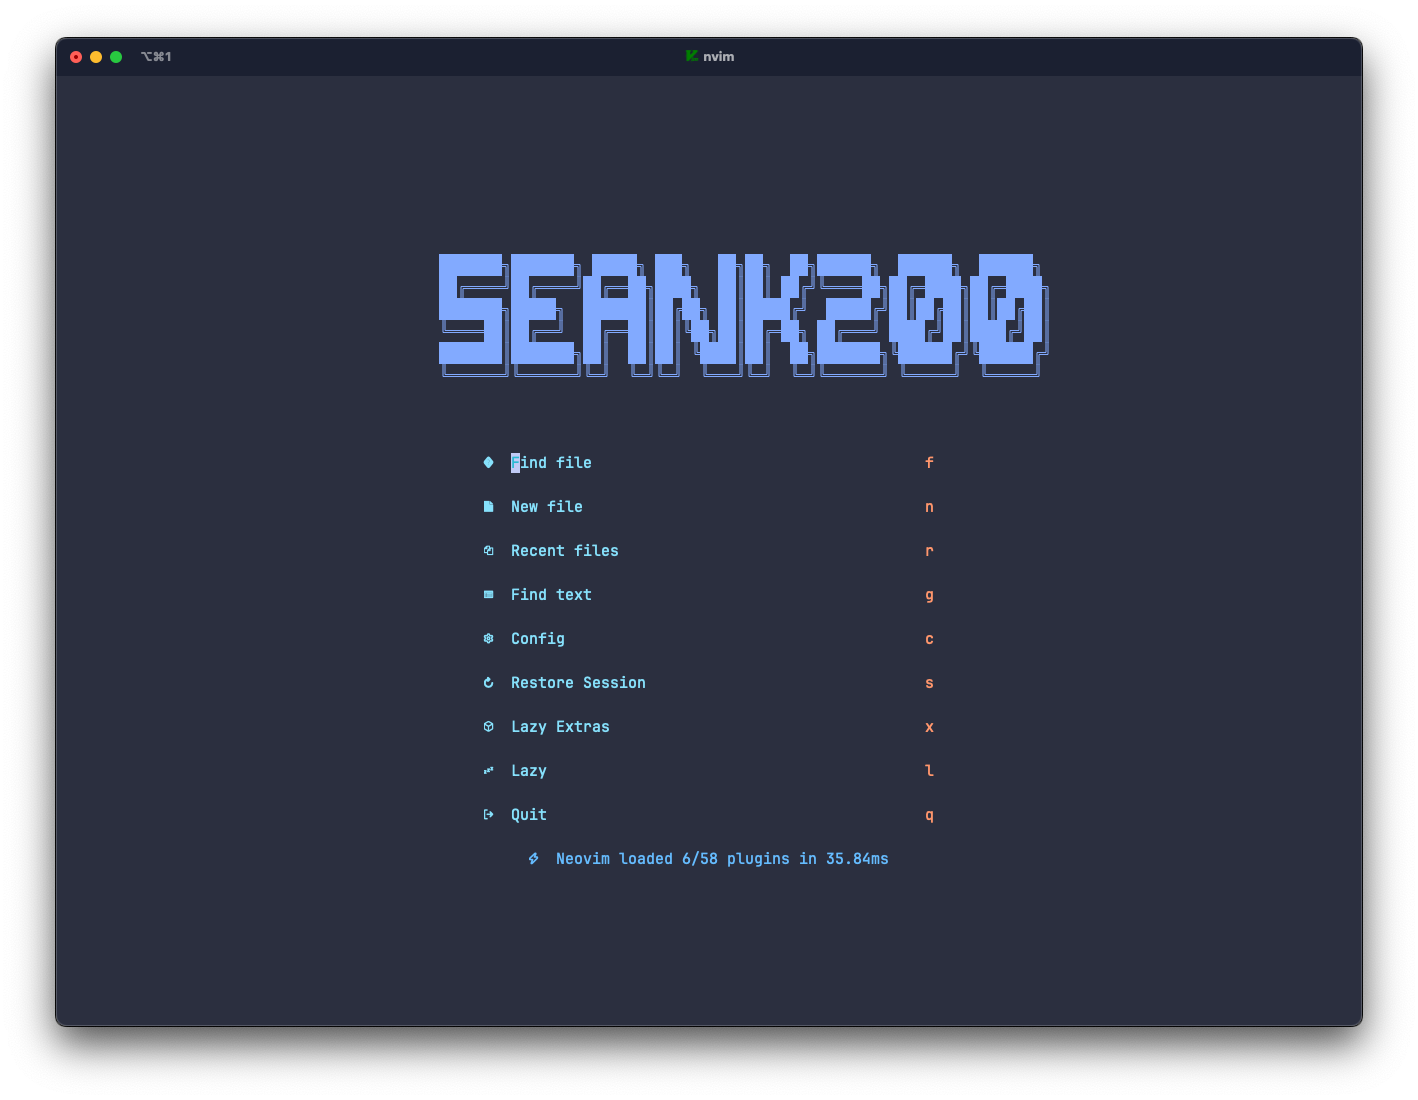 ⌥⌘1 nvim
SEANK200
Find file f
New file n
Recent files r
Find text g
Config c
Restore Session s
Lazy Extras x
Lazy l
Quit q
Neovim loaded 6/58 plugins in 35.84ms